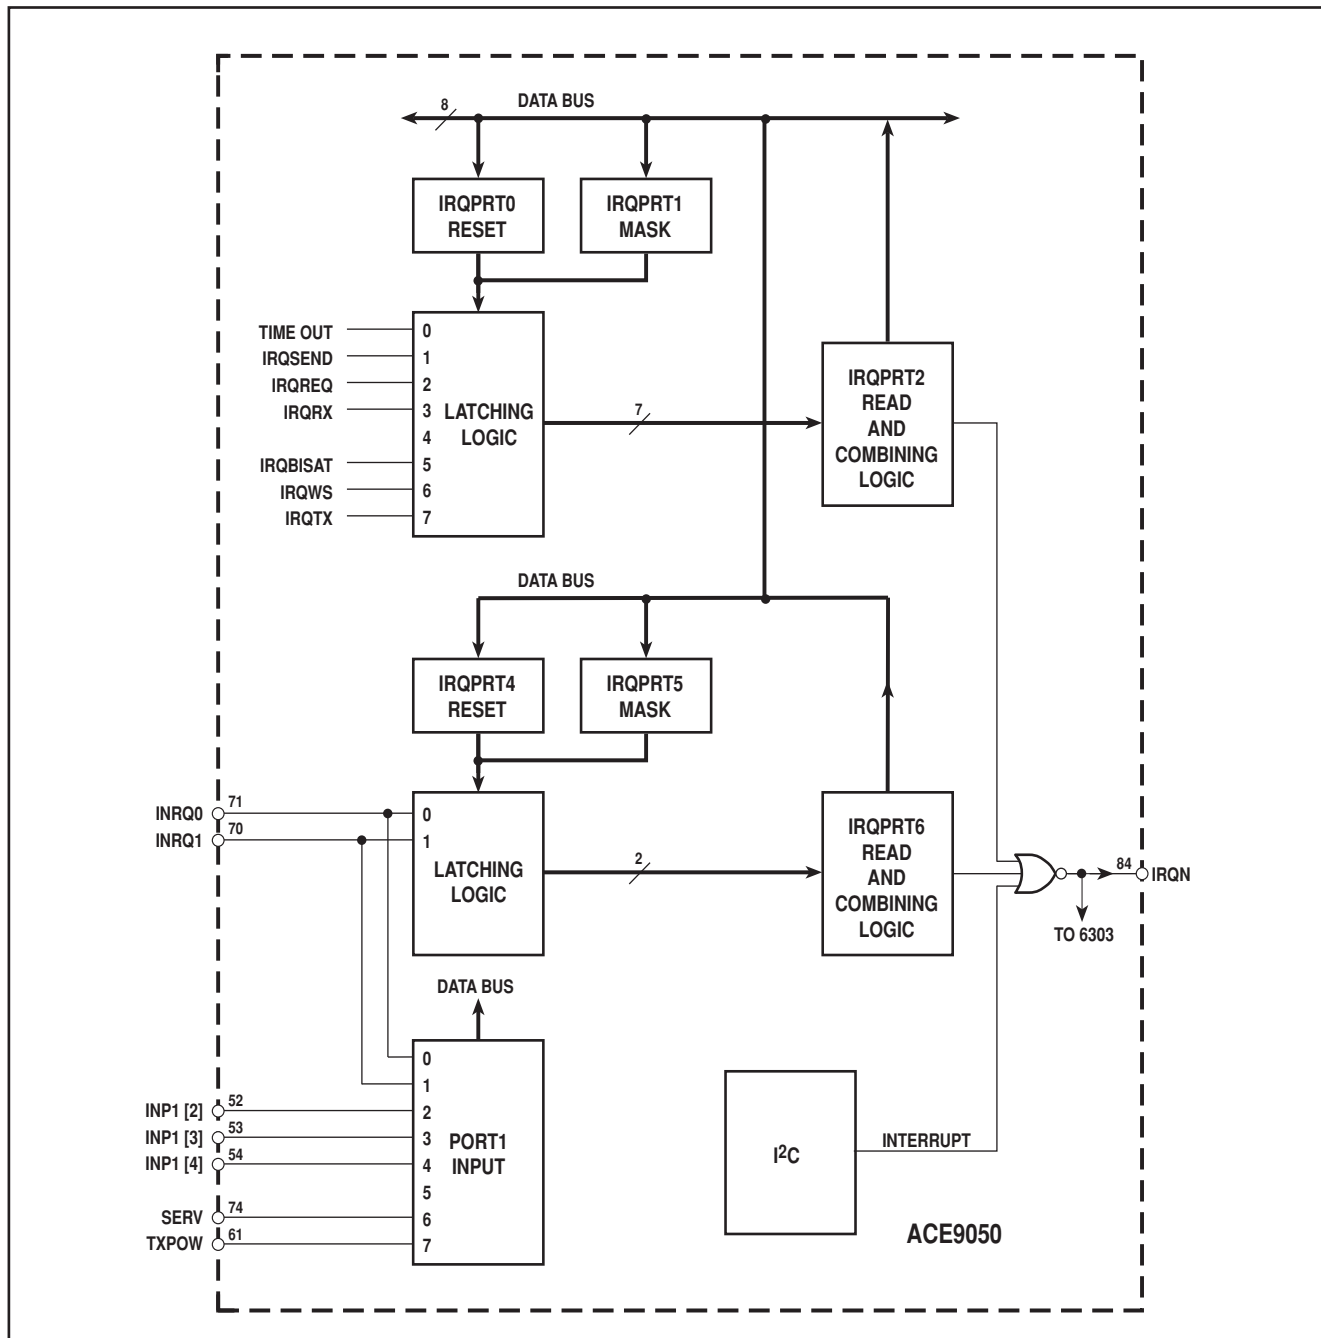 8
DATA BUS
IRQPRT0
RESET
IRQPRT1
MASK
TIME OUT
IRQSEND
IRQREQ
IRQRX
IRQBISAT
IRQWS
IRQTX
0
1
2
3
4
5
6
7
LATCHING
LOGIC
7
IRQPRT2
READ
AND
COMBINING
LOGIC
DATA BUS
IRQPRT4
RESET
IRQPRT5
MASK
INRQ0
71
INRQ1
70
0
1
LATCHING
LOGIC
2
IRQPRT6
READ
AND
COMBINING
LOGIC
84
IRQN
TO 6303
DATA BUS
INP1 [2]
52
INP1 [3]
53
INP1 [4]
54
SERV
74
TXPOW
61
0
1
2
3
4
5
6
7
PORT1
INPUT
I²C
INTERRUPT
ACE9050